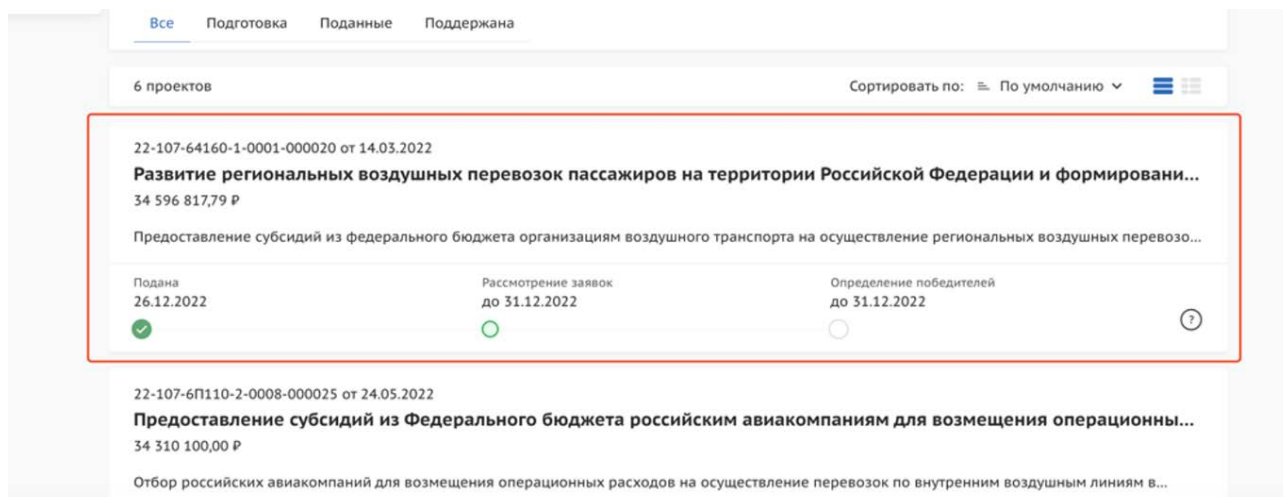 Все Подготовка Поданные Поддержана
6 проектов Сортировать по: По умолчанию
22-107-64160-1-0001-000020 от 14.03.2022
Развитие региональных воздушных перевозок пассажиров на территории Российской Федерации и формировани...
34 596 817,79 ₽
Предоставление субсидий из федерального бюджета организациям воздушного транспорта на осуществление региональных воздушных перевозо...
Подана Рассмотрение заявок Определение победителей
26.12.2022 до 31.12.2022 до 31.12.2022
?
22-107-6П110-2-0008-000025 от 24.05.2022
Предоставление субсидий из Федерального бюджета российским авиакомпаниям для возмещения операционны...
34 310 100,00 ₽
Отбор российских авиакомпаний для возмещения операционных расходов на осуществление перевозок по внутренним воздушным линиям в...